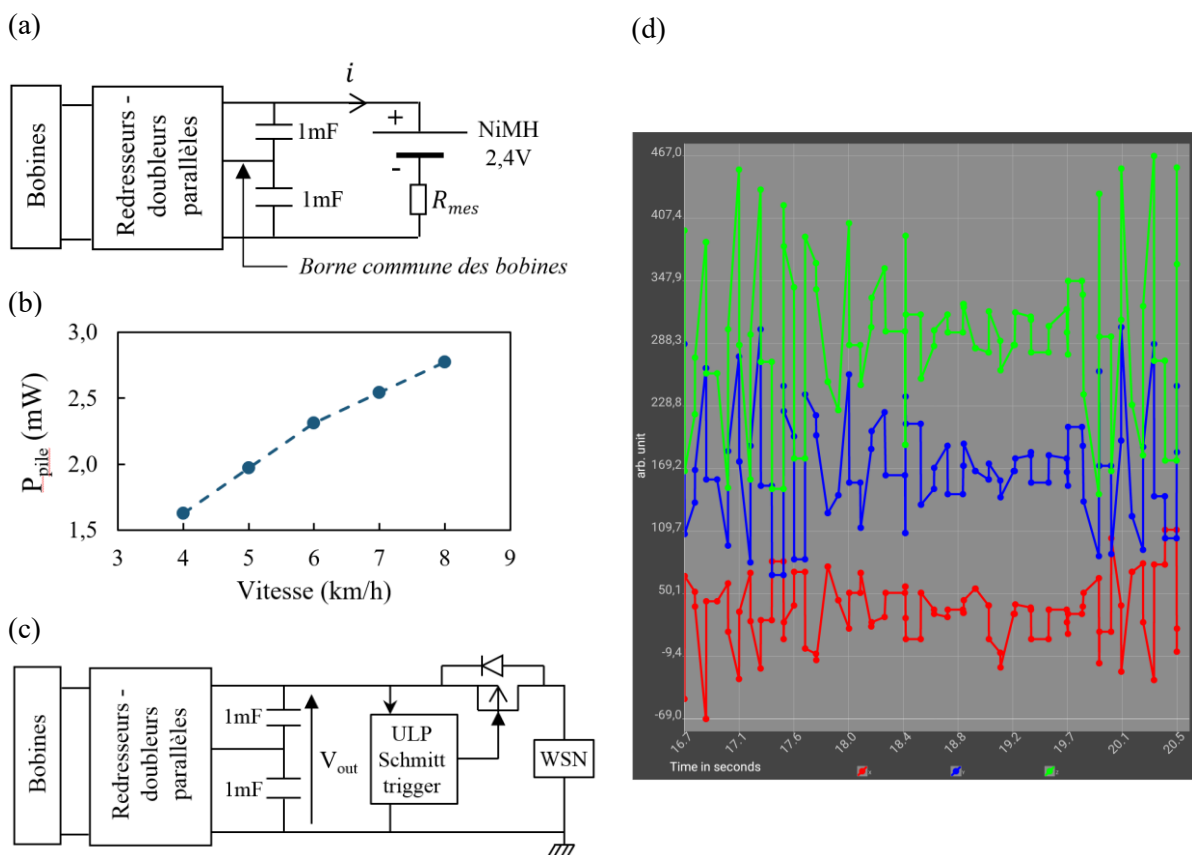 (a)
Bobines
Redresseurs -
doubleurs
parallèles
1mF
1mF
i
+
-
NiMH
2,4V
R_mes
Borne commune des bobines
(b)
P_pile (mW)
3,0
2,5
2,0
1,5
3 4 5 6 7 8 9
Vitesse (km/h)
(c)
Bobines
Redresseurs -
doubleurs
parallèles
1mF
1mF
V_out
ULP
Schmitt
trigger
WSN
(d)
arb. unit
467,0
407,4
347,9
288,3
228,8
169,2
109,7
50,1
-9,4
-69,0
16.7 17.1 17.6 18.0 18.4 18.8 19.2 19.7 20.1 20.5
Time in seconds